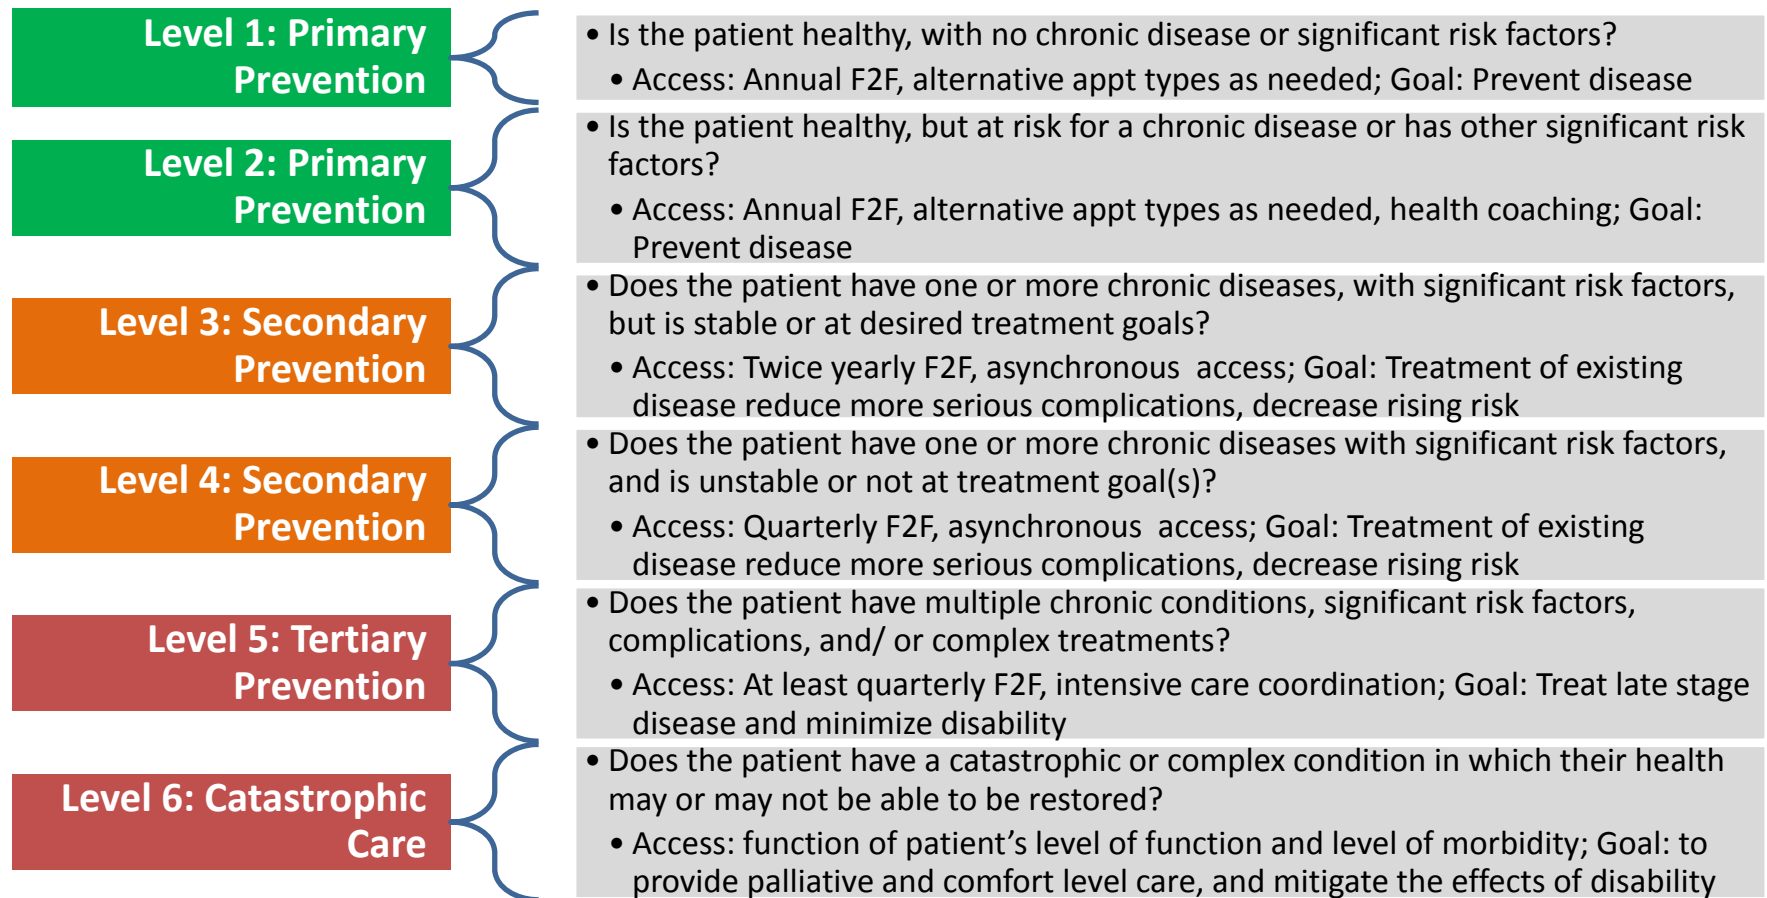 Level 1: Primary
Prevention
• Is the patient healthy, with no chronic disease or significant risk factors?
• Access: Annual F2F, alternative appt types as needed; Goal: Prevent disease
Level 2: Primary
Prevention
• Is the patient healthy, but at risk for a chronic disease or has other significant risk
factors?
• Access: Annual F2F, alternative appt types as needed, health coaching; Goal:
Prevent disease
Level 3: Secondary
Prevention
• Does the patient have one or more chronic diseases, with significant risk factors,
but is stable or at desired treatment goals?
• Access: Twice yearly F2F, asynchronous  access; Goal: Treatment of existing
disease reduce more serious complications, decrease rising risk
Level 4: Secondary
Prevention
• Does the patient have one or more chronic diseases with significant risk factors,
and is unstable or not at treatment goal(s)?
• Access: Quarterly F2F, asynchronous  access; Goal: Treatment of existing
disease reduce more serious complications, decrease rising risk
Level 5: Tertiary
Prevention
• Does the patient have multiple chronic conditions, significant risk factors,
complications, and/ or complex treatments?
• Access: At least quarterly F2F, intensive care coordination; Goal: Treat late stage
disease and minimize disability
Level 6: Catastrophic
Care
• Does the patient have a catastrophic or complex condition in which their health
may or may not be able to be restored?
• Access: function of patient’s level of function and level of morbidity; Goal: to
provide palliative and comfort level care, and mitigate the effects of disability